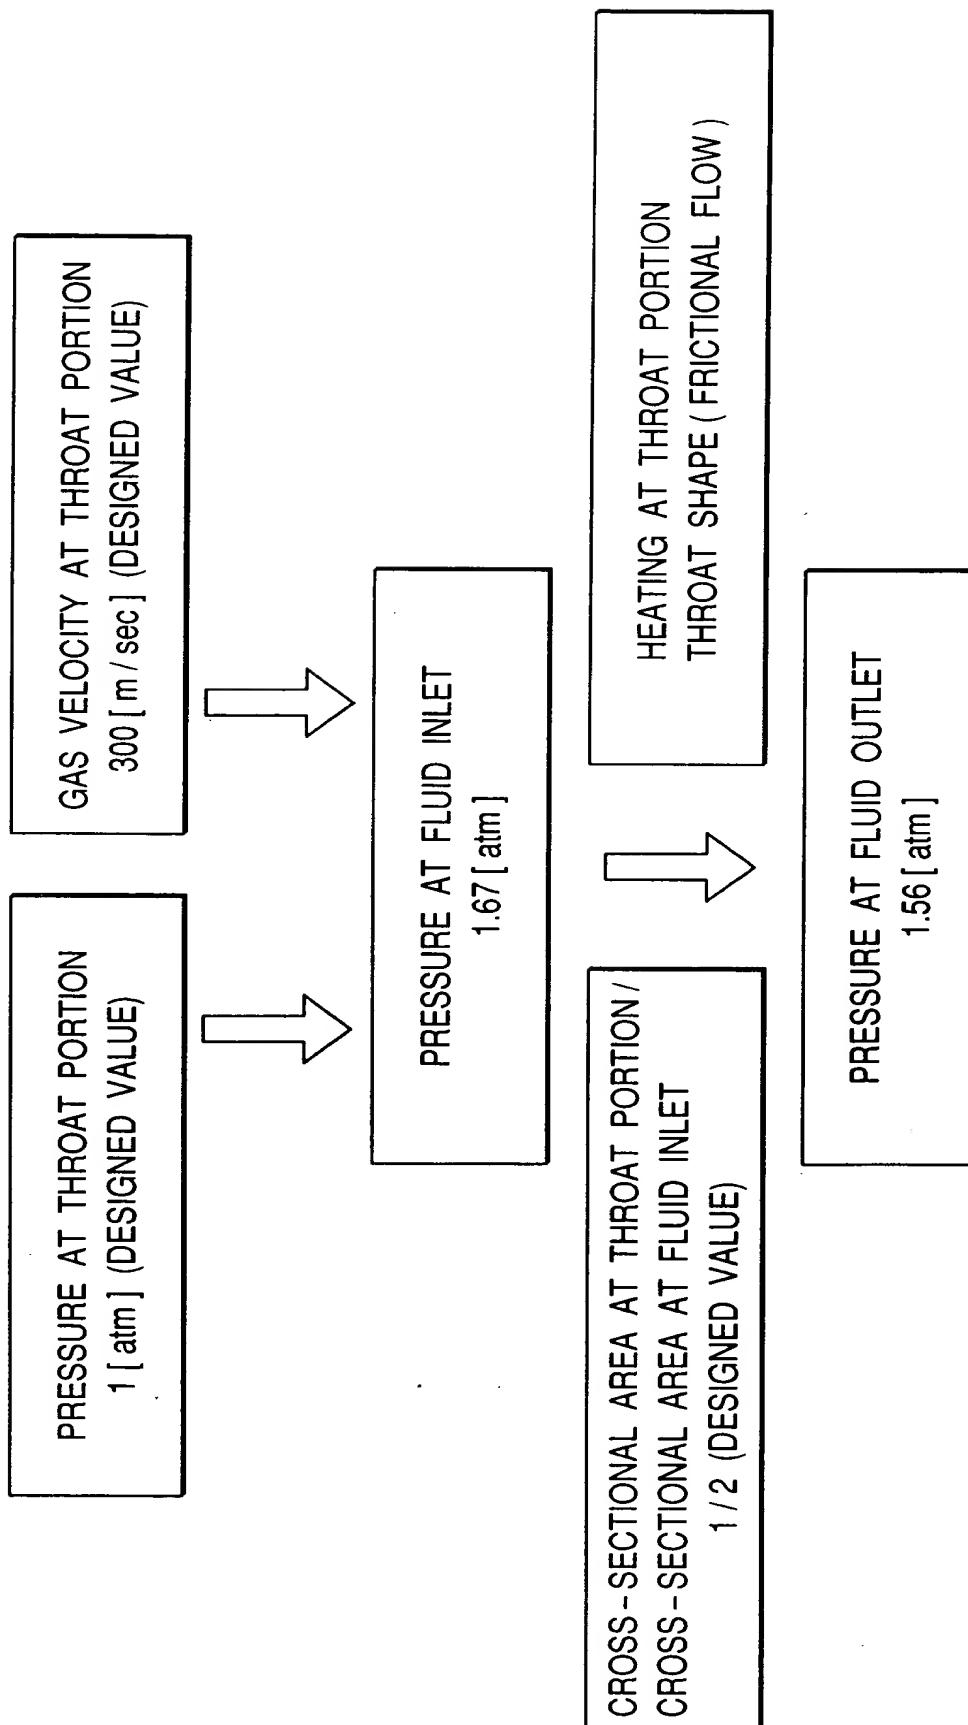 PRESSURE AT THROAT PORTION
1 [ atm ] (DESIGNED VALUE)
GAS VELOCITY AT THROAT PORTION
300 [ m / sec ] (DESIGNED VALUE)
PRESSURE AT FLUID INLET
1.67 [ atm ]
CROSS-SECTIONAL AREA AT THROAT PORTION /
CROSS-SECTIONAL AREA AT FLUID INLET
1 / 2 (DESIGNED VALUE)
HEATING AT THROAT PORTION
THROAT SHAPE ( FRICTIONAL FLOW )
PRESSURE AT FLUID OUTLET
1.56 [ atm ]